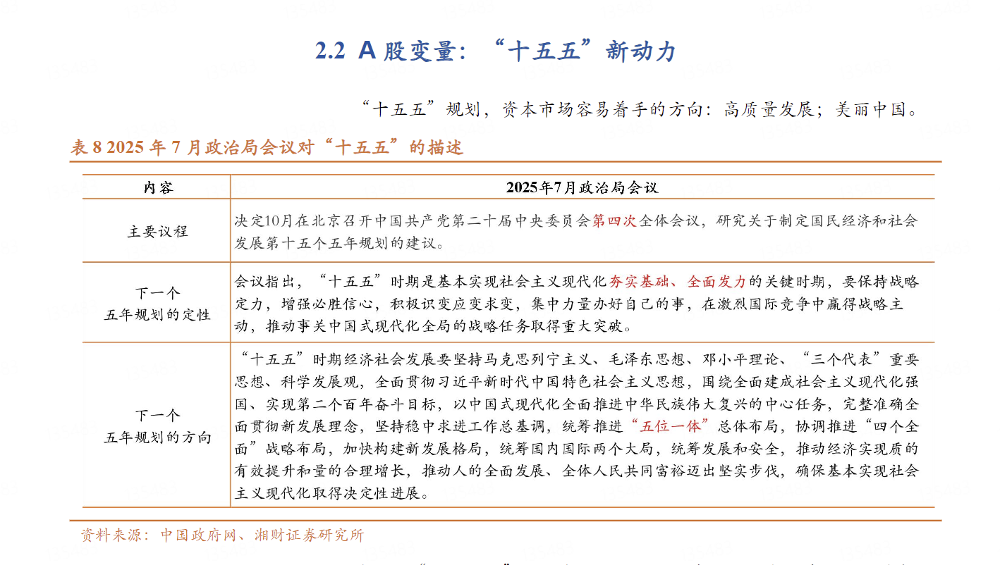 2.2 A 股变量：“十五五”新动力
“十五五”规划，资本市场容易着手的方向：高质量发展；美丽中国。
表 8 2025 年 7 月政治局会议对“十五五”的描述
内容
2025年7月政治局会议
主要议程
决定10月在北京召开中国共产党第二十届中央委员会第四次全体会议，研究关于制定国民经济和社会
发展第十五个五年规划的建议。
下一个
五年规划的定性
会议指出，“十五五”时期是基本实现社会主义现代化夯实基础、全面发力的关键时期，要保持战略
定力，增强必胜信心，积极识变应变求变，集中力量办好自己的事，在激烈国际竞争中赢得战略主
动，推动事关中国式现代化全局的战略任务取得重大突破。
下一个
五年规划的方向
“十五五”时期经济社会发展要坚持马克思列宁主义、毛泽东思想、邓小平理论、“三个代表”重要
思想、科学发展观，全面贯彻习近平新时代中国特色社会主义思想，围绕全面建成社会主义现代化强
国、实现第二个百年奋斗目标，以中国式现代化全面推进中华民族伟大复兴的中心任务，完整准确全
面贯彻新发展理念，坚持稳中求进工作总基调，统筹推进“五位一体”总体布局，协调推进“四个全
面”战略布局，加快构建新发展格局，统筹国内国际两个大局，统筹发展和安全，推动经济实现质的
有效提升和量的合理增长，推动人的全面发展、全体人民共同富裕迈出坚实步伐，确保基本实现社会
主义现代化取得决定性进展。
资料来源：中国政府网、湘财证券研究所